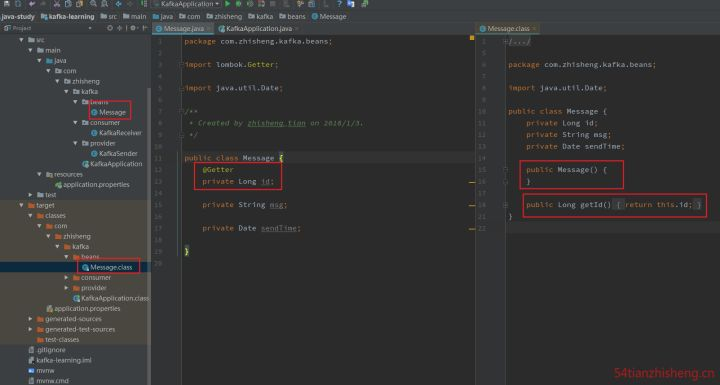 KafkaApplication
java-study
kafka-learning
src
main
java
com
zhisheng
kafka
beans
Message
Project
src
main
java
com
zhisheng
kafka
beans
Message
consumer
KafkaReceiver
provider
KafkaSender
KafkaApplication
resources
application.properties
test
target
classes
com
zhisheng
kafka
beans
Message.class
consumer
provider
KafkaApplication.class
application.properties
generated-sources
generated-test-sources
test-classes
.gitignore
kafka-learning.iml
mvnw
mvnw.cmd
Message.java
KafkaApplication.java
package com.zhisheng.kafka.beans;
import lombok.Getter;
import java.util.Date;
/**
* Created by zhisheng_tian on 2018/1/3.
*/
public class Message {
@Getter
private Long id;
private String msg;
private Date sendTime;
}
Message.class
/.../
package com.zhisheng.kafka.beans;
import java.util.Date;
public class Message {
private Long id;
private String msg;
private Date sendTime;
public Message() {
}
public Long getId() { return this.id; }
}
54tianzhisheng.cn